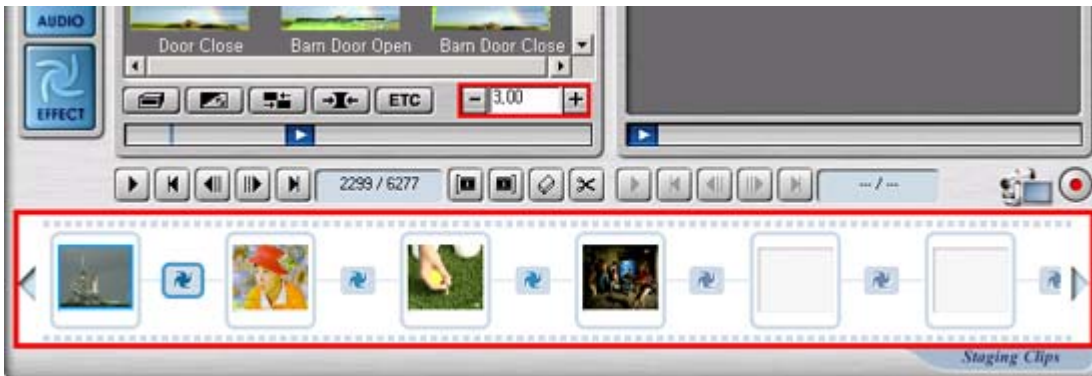 AUDIO
Door Close Barn Door Open Barn Door Close
EFFECT
ETC
3.00
2299 / 6277
--- / ---
Staging Clips